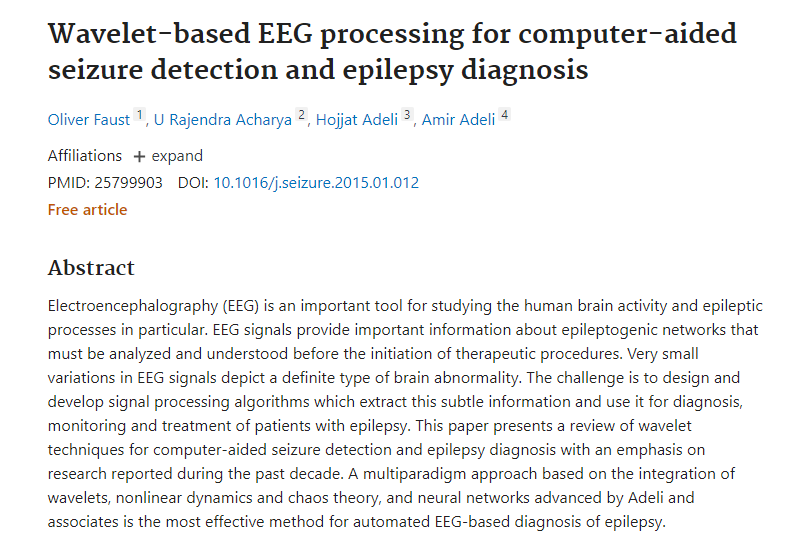 Wavelet-based EEG processing for computer-aided
seizure detection and epilepsy diagnosis
Oliver Faust 1, U Rajendra Acharya 2, Hojjat Adeli 3, Amir Adeli 4
Affiliations + expand
PMID: 25799903 DOI: 10.1016/j.seizure.2015.01.012
Free article
Abstract
Electroencephalography (EEG) is an important tool for studying the human brain activity and epileptic
processes in particular. EEG signals provide important information about epileptogenic networks that
must be analyzed and understood before the initiation of therapeutic procedures. Very small
variations in EEG signals depict a definite type of brain abnormality. The challenge is to design and
develop signal processing algorithms which extract this subtle information and use it for diagnosis,
monitoring and treatment of patients with epilepsy. This paper presents a review of wavelet
techniques for computer-aided seizure detection and epilepsy diagnosis with an emphasis on
research reported during the past decade. A multiparadigm approach based on the integration of
wavelets, nonlinear dynamics and chaos theory, and neural networks advanced by Adeli and
associates is the most effective method for automated EEG-based diagnosis of epilepsy.